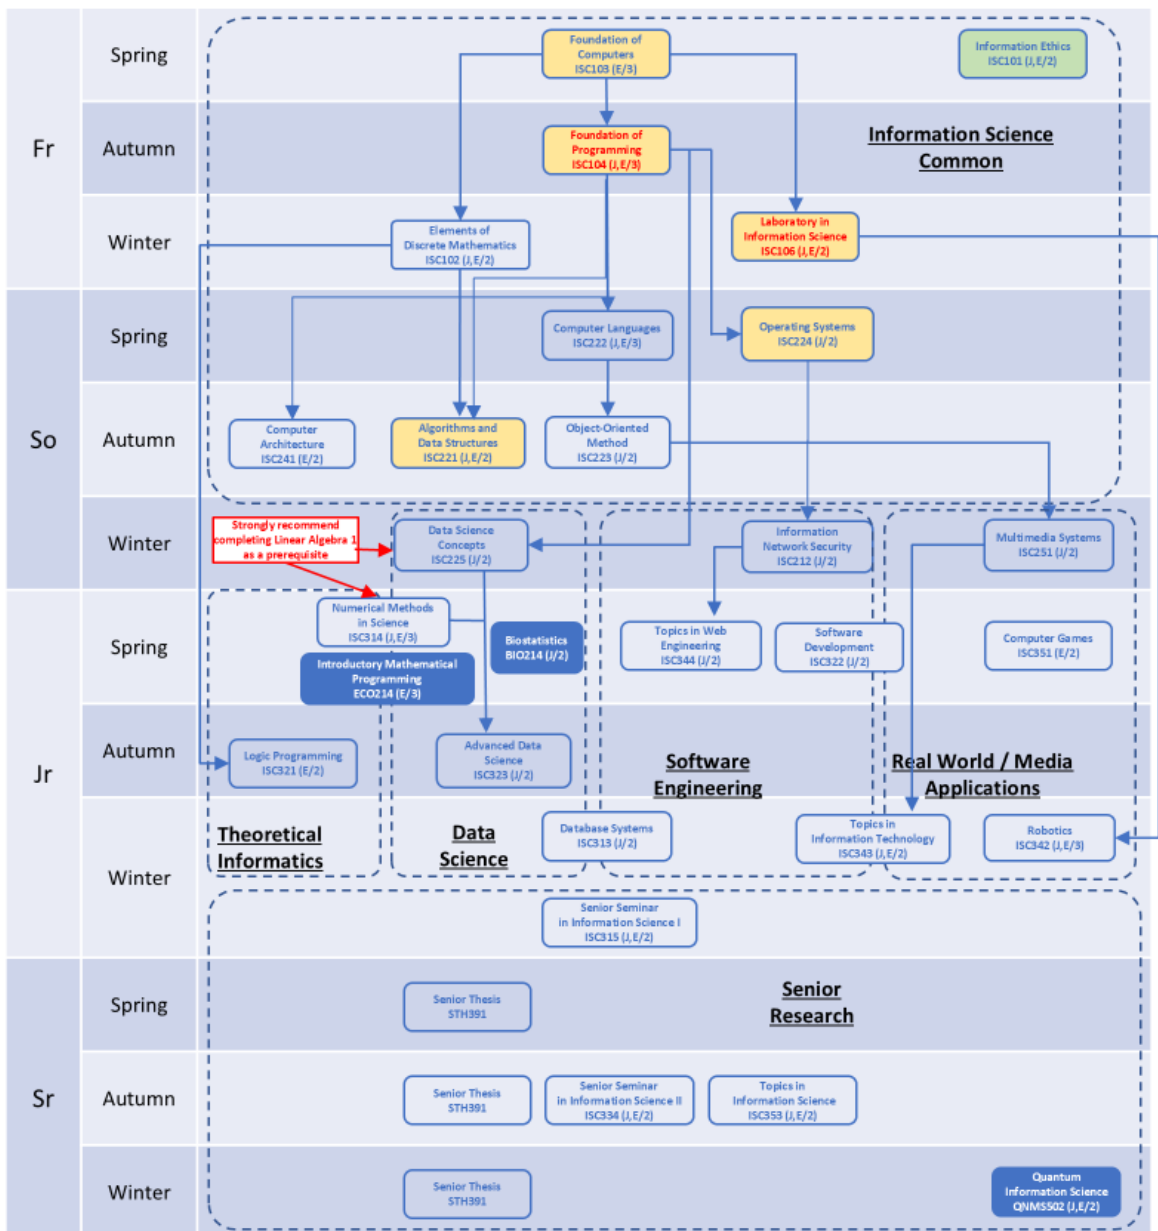 Fr
Spring
Foundation of
Computers
ISC103 (E/3)
Information Ethics
ISC101 (J,E/2)
Autumn
Foundation of
Programming
ISC104 (J,E/3)
Information Science
Common
Winter
Elements of
Discrete Mathematics
ISC102 (J,E/2)
Laboratory in
Information Science
ISC106 (J,E/2)
So
Spring
Computer Languages
ISC222 (J,E/3)
Operating Systems
ISC224 (J/2)
Autumn
Computer
Architecture
ISC241 (E/2)
Algorithms and
Data Structures
ISC221 (J,E/2)
Object-Oriented
Method
ISC223 (J/2)
Winter
Strongly recommend
completing Linear Algebra 1
as a prerequisite
Data Science
Concepts
ISC225 (J/2)
Information
Network Security
ISC212 (J/2)
Multimedia Systems
ISC251 (J/2)
Jr
Spring
Numerical Methods
in Science
ISC314 (J,E/3)
Introductory Mathematical
Programming
ECO214 (E/3)
Biostatistics
BIO214 (J/2)
Topics in Web
Engineering
ISC344 (J/2)
Software
Development
ISC322 (J/2)
Computer Games
ISC351 (E/2)
Autumn
Logic Programming
ISC321 (E/2)
Advanced Data
Science
ISC323 (J/2)
Software
Engineering
Real World / Media
Applications
Winter
Theoretical
Informatics
Data
Science
Database Systems
ISC313 (J/2)
Topics in
Information Technology
ISC343 (J,E/2)
Robotics
ISC342 (J,E/3)
Senior Seminar
in Information Science I
ISC315 (J,E/2)
Sr
Spring
Senior Thesis
STH391
Senior
Research
Autumn
Senior Thesis
STH391
Senior Seminar
in Information Science II
ISC334 (J,E/2)
Topics in
Information Science
ISC353 (J,E/2)
Winter
Senior Thesis
STH391
Quantum
Information Science
QNMS502 (J,E/2)